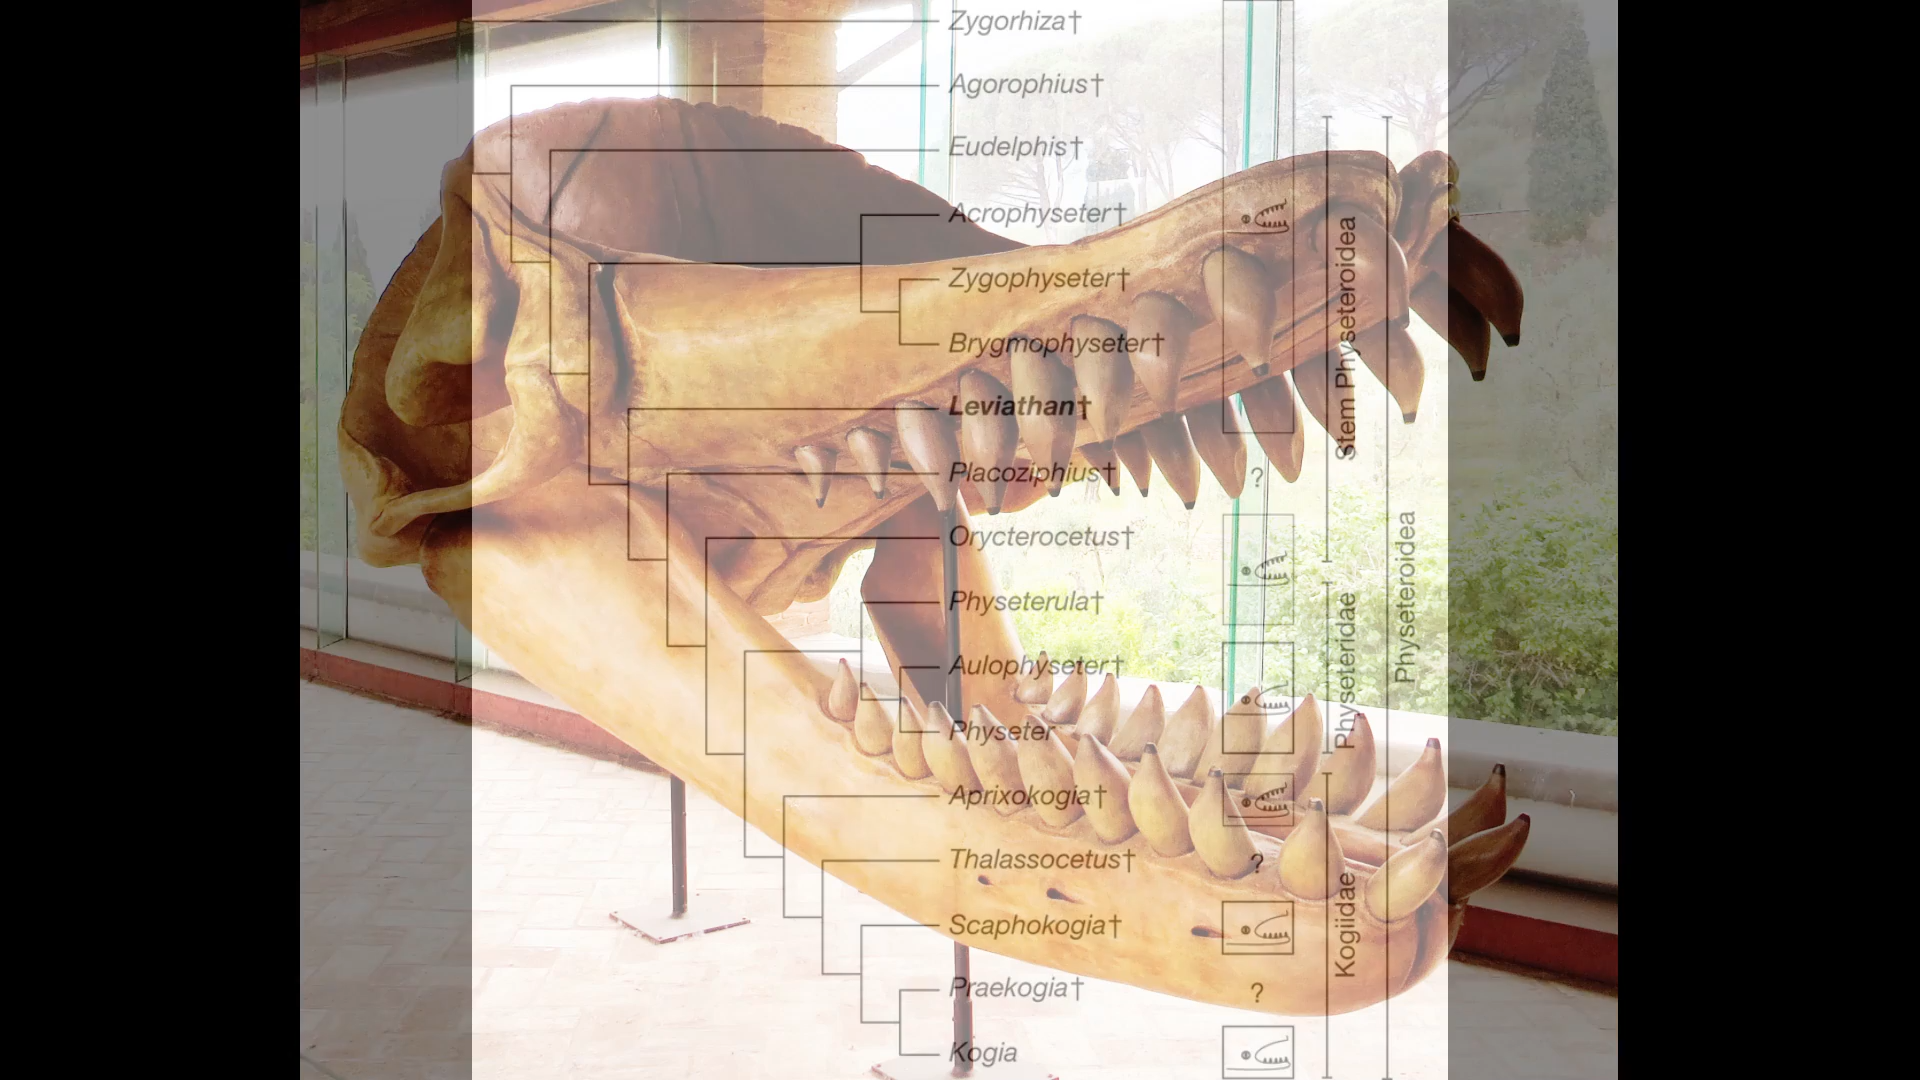 Zygorhiza†
Agorophius†
Eudelphis†
Acrophyseter†
Zygophyseter†
Brygmophyseter†
Leviathan†
Placoziphius†
?
Orycterocetus†
Physeterula†
Aulophyseter†
Physeter
Aprixokogia†
Thalassocetus†
?
Scaphokogia†
Praekogia†
?
Kogia
Stem Physeteroidea
Physeteridae
Kogiidae
Physeteroidea